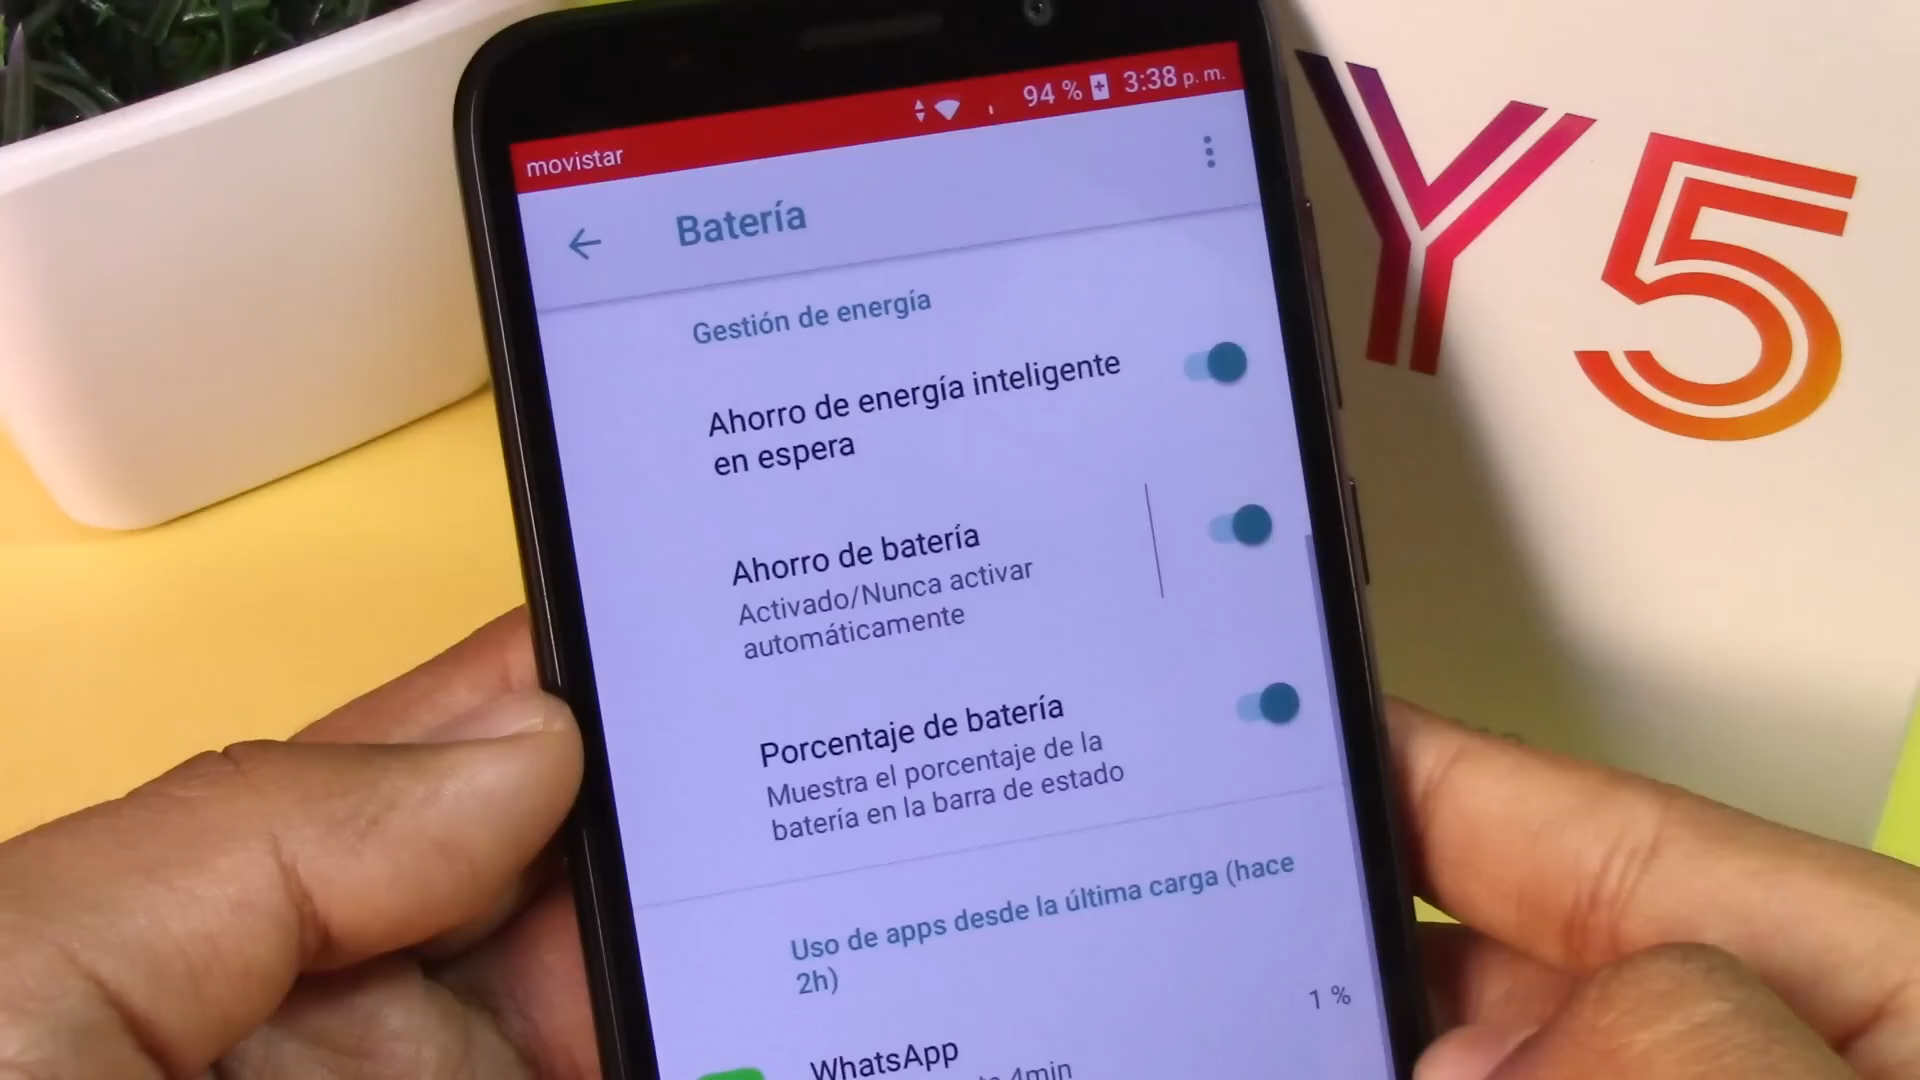 movistar
94 %
3:38 p. m.
Batería
Gestión de energía
Ahorro de energía inteligente
en espera
Ahorro de batería
Activado/Nunca activar
automáticamente
Porcentaje de batería
Muestra el porcentaje de la
batería en la barra de estado
Uso de apps desde la última carga (hace
2h)
WhatsApp
1 %
4min
Y5